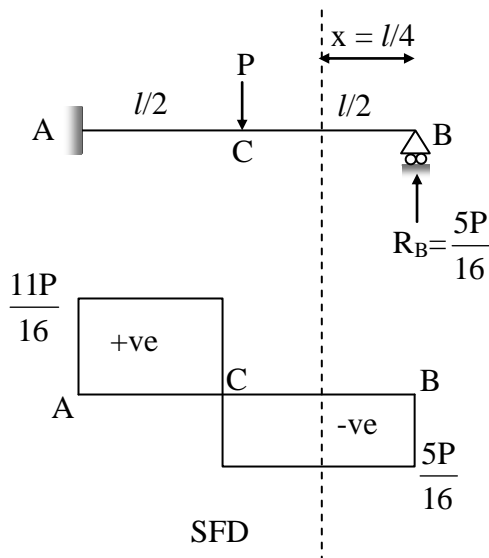 x = l/4
P
A l/2 l/2 B
C
R_B = 5P/16
11P/16
+ve
C B
A
-ve
5P/16
SFD